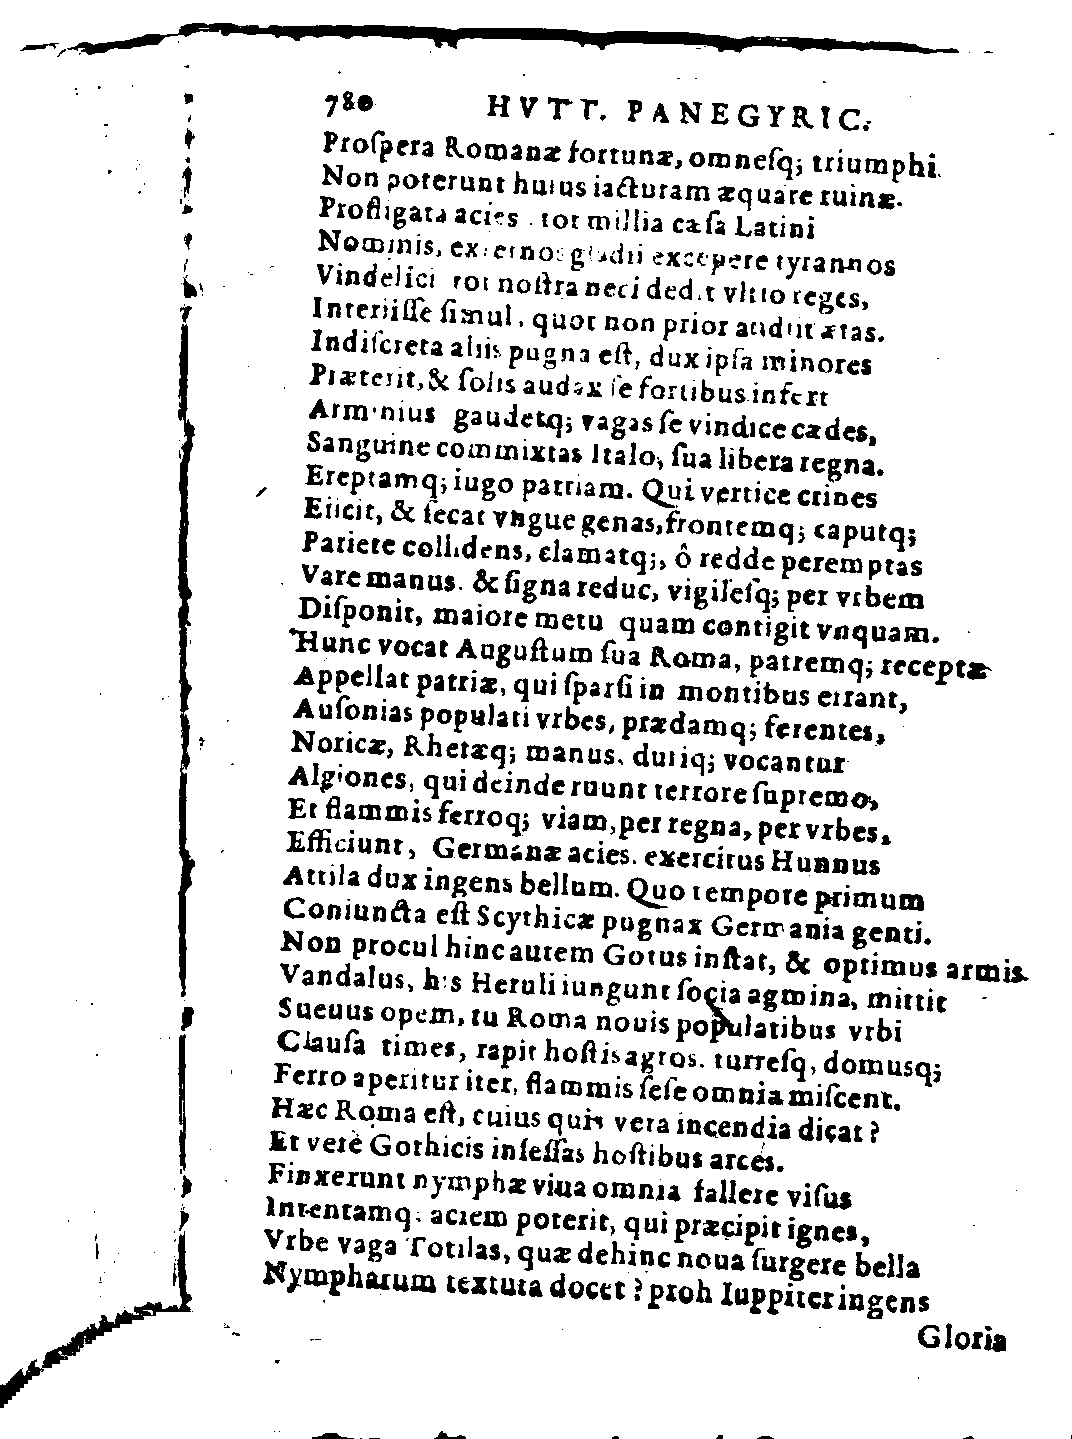 780 HVTT. PANEGYRIC.
Proſpera Romanæ fortunæ, omneſq; triumphi
Non poterunt huius iacturam æquare ruinæ.
Profligata acies tot millia cæſa Latini
Nominis, externos gladii excepere tyrannos
Vindelici tot noſtra neci dedit vltio reges,
Interiiſſe ſimul, quot non prior audiit ætas.
Indiſcreta aliis pugna eſt, dux ipſa minores
Præterit, & ſolis audax ſe fortibus infert
Arminius gaudetq; vagas ſe vindice cædes,
Sanguine commixtas Italo, ſua libera regna.
Ereptamq; iugo patriam. Qui vertice crines
Eiicit, & ſecat vngue genas, frontemq; caputq;
Pariete collidens, clamatq;, ô redde peremptas
Vare manus. & ſigna reduc, vigileſq; per vrbem
Diſponit, maiore metu quam contigit vnquam.
Hunc vocat Auguſtum ſua Roma, patremq; receptæ
Appellat patriæ, qui ſparſi in montibus errant,
Auſonias populati vrbes, prædamq; ferentes,
Noricæ, Rhetæq; manus. duriq; vocantur
Algiones, qui deinde ruunt terrore ſupremo,
Et flammis ferroq; viam, per regna, per vrbes,
Efficiunt, Germanæ acies. exercitus Hunnus
Attila dux ingens bellum. Quo tempore primum
Coniuncta eſt Scythicæ pugnax Germania genti.
Non procul hinc autem Gotus inſtat, & optimus armis
Vandalus, his Heruli iungunt ſocia agmina, mittit
Sueuus opem, tu Roma nouis populatibus vrbi
Clauſa times, rapit hoſtis agros. turreſq, domusq;
Ferro aperitur iter, flammis ſeſe omnia miſcent.
Hæc Roma eſt, cuius quis vera incendia dicat?
Et verè Gothicis inſeſſas hoſtibus arces.
Finxerunt nymphæ viua omnia fallere viſus
Intentamq; aciem poterit, qui præcipit ignes,
Vrbe vaga Totilas, quæ dehinc noua ſurgere bella
Nympharum textura docet? proh Iuppiter ingens
Gloria